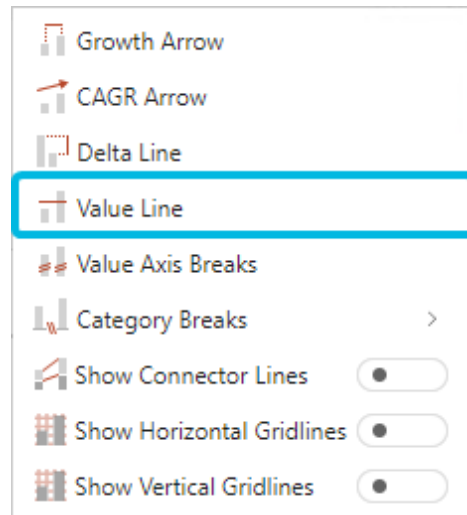 Growth Arrow
CAGR Arrow
Delta Line
Value Line
Value Axis Breaks
Category Breaks
Show Connector Lines
Show Horizontal Gridlines
Show Vertical Gridlines